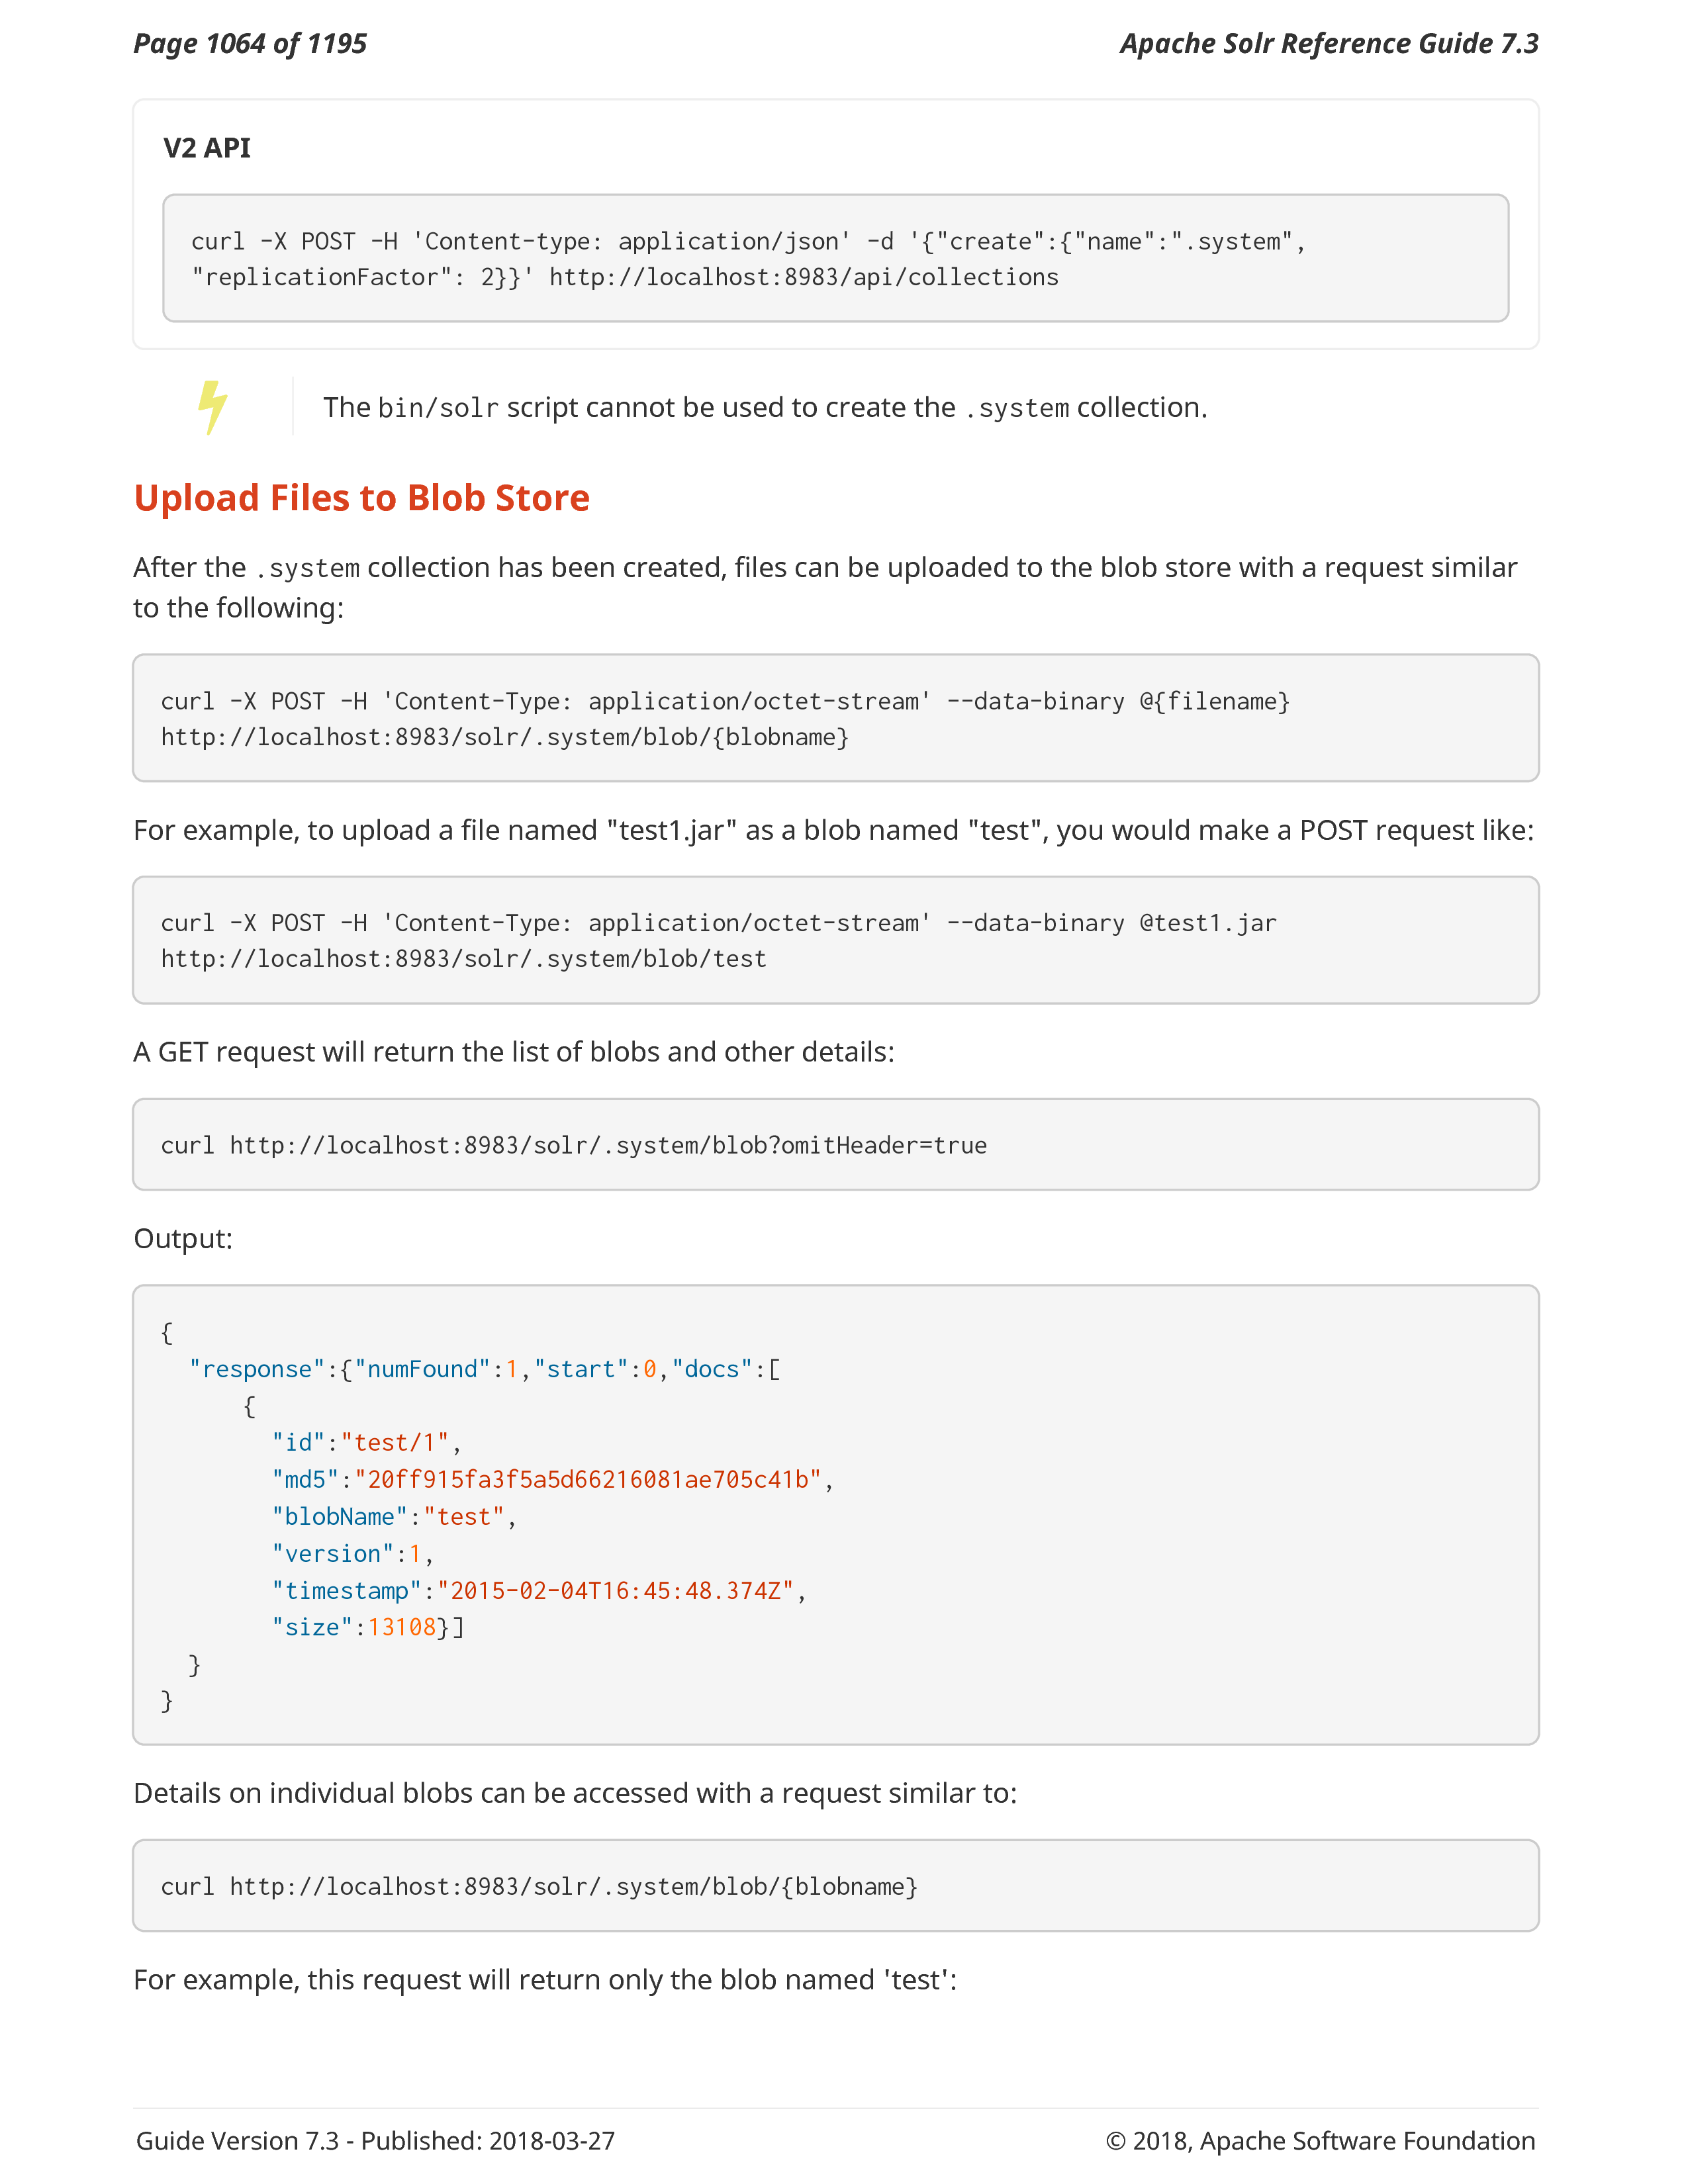 Page 1064 of 1195
Apache Solr Reference Guide 7.3
V2 API
curl -X POST -H 'Content-type: application/json' -d '{"create":{"name":".system",
"replicationFactor": 2}}' http://localhost:8983/api/collections
The bin/solr script cannot be used to create the .system collection.
Upload Files to Blob Store
After the .system collection has been created, files can be uploaded to the blob store with a request similar
to the following:
curl -X POST -H 'Content-Type: application/octet-stream' --data-binary @{filename}
http://localhost:8983/solr/.system/blob/{blobname}
For example, to upload a file named "test1.jar" as a blob named "test", you would make a POST request like:
curl -X POST -H 'Content-Type: application/octet-stream' --data-binary @test1.jar
http://localhost:8983/solr/.system/blob/test
A GET request will return the list of blobs and other details:
curl http://localhost:8983/solr/.system/blob?omitHeader=true
Output:
{
  "response":{"numFound":1,"start":0,"docs":[
      {
        "id":"test/1",
        "md5":"20ff915fa3f5a5d66216081ae705c41b",
        "blobName":"test",
        "version":1,
        "timestamp":"2015-02-04T16:45:48.374Z",
        "size":13108}]
  }
}
Details on individual blobs can be accessed with a request similar to:
curl http://localhost:8983/solr/.system/blob/{blobname}
For example, this request will return only the blob named 'test':
Guide Version 7.3 - Published: 2018-03-27
© 2018, Apache Software Foundation